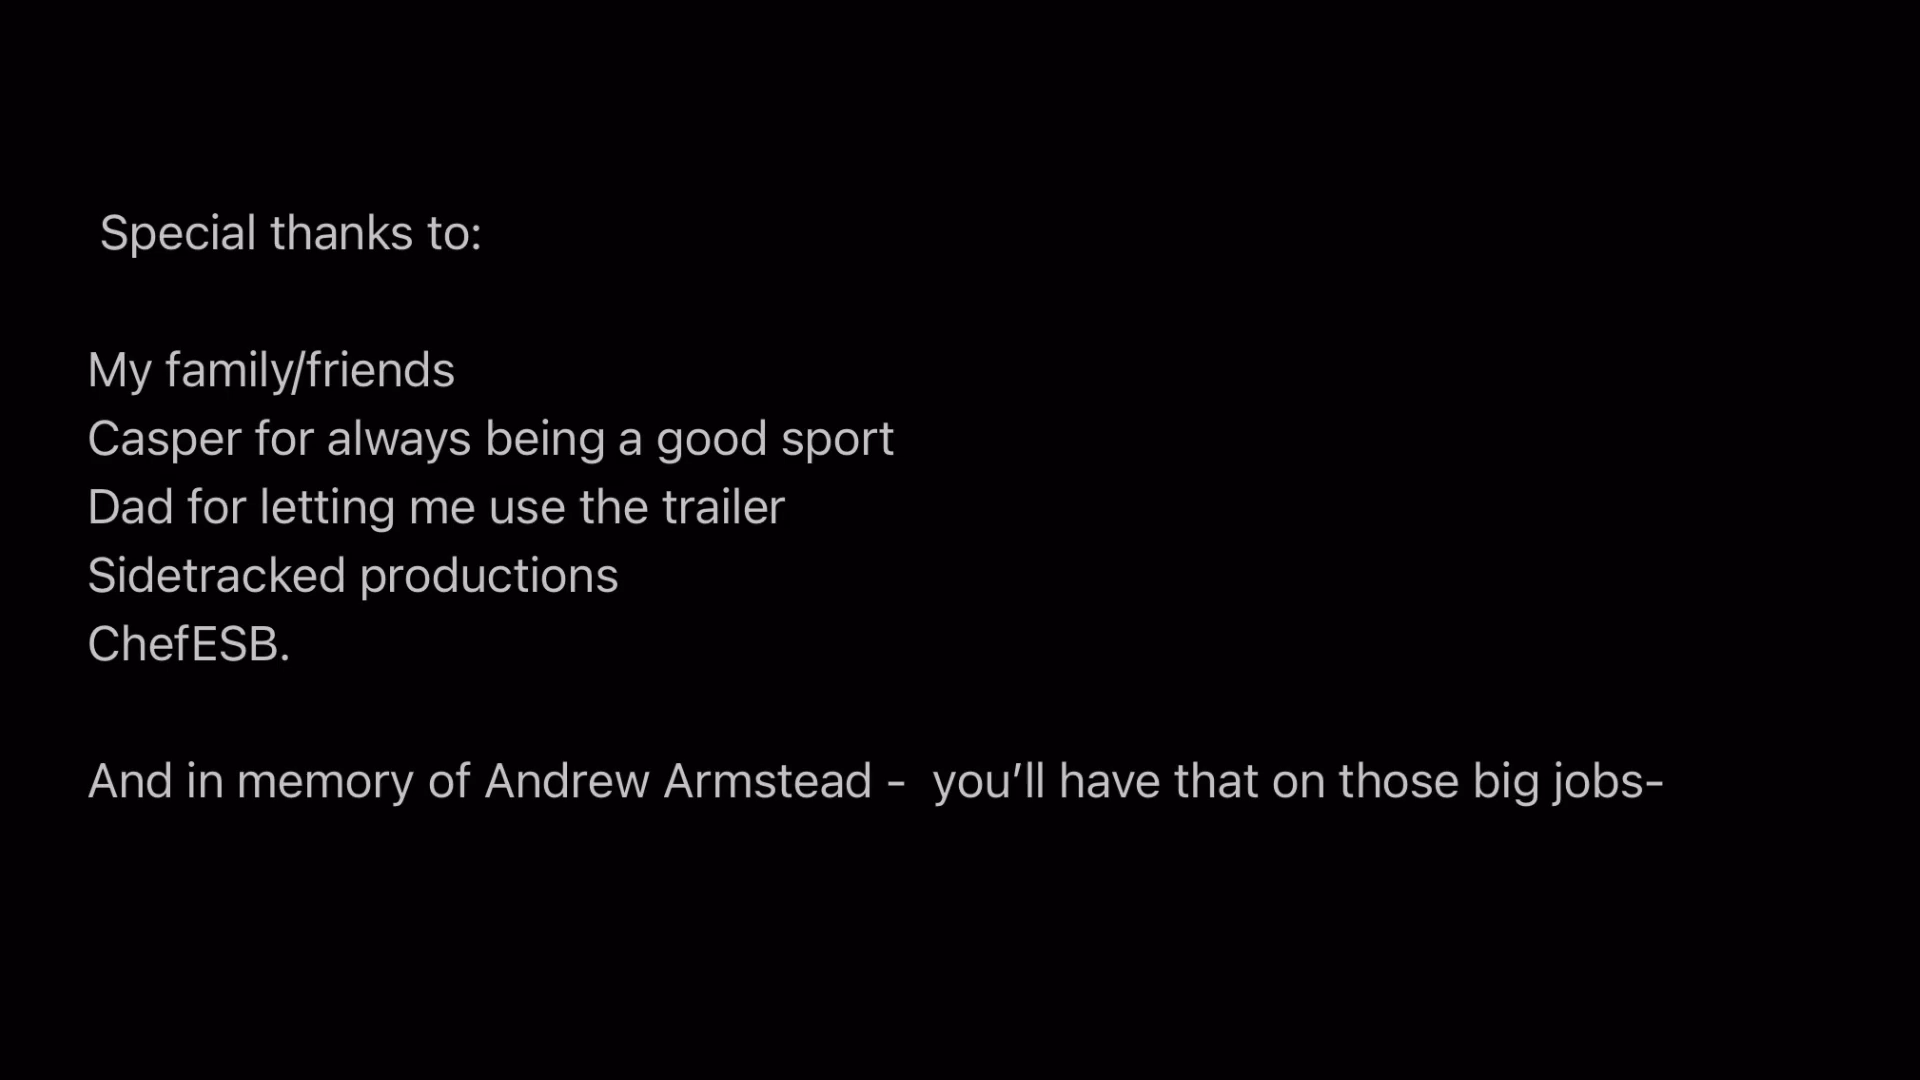 Special thanks to:
My family/friends
Casper for always being a good sport
Dad for letting me use the trailer
Sidetracked productions
ChefESB.
And in memory of Andrew Armstead -  you’ll have that on those big jobs-